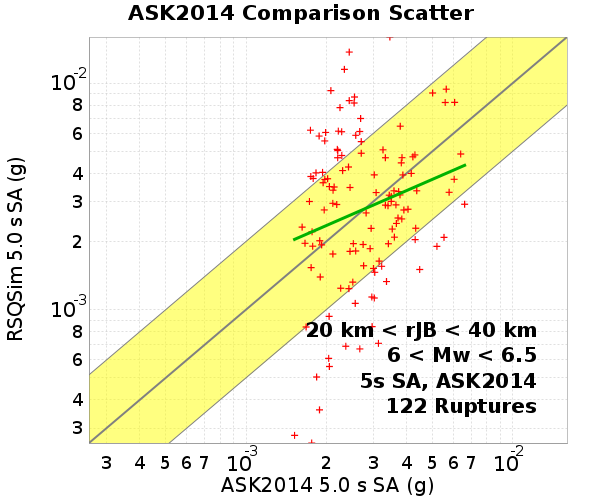 ASK2014 Comparison Scatter
RSQSim 5.0 s SA (g)
10⁻²
8
6
4
3
2
10⁻³
8
6
4
3
20 km < rJB < 40 km
6 < Mw < 6.5
5s SA, ASK2014
122 Ruptures
3 4 5 6 7 10⁻³ 2 3 4 5 6 7 10⁻²
ASK2014 5.0 s SA (g)